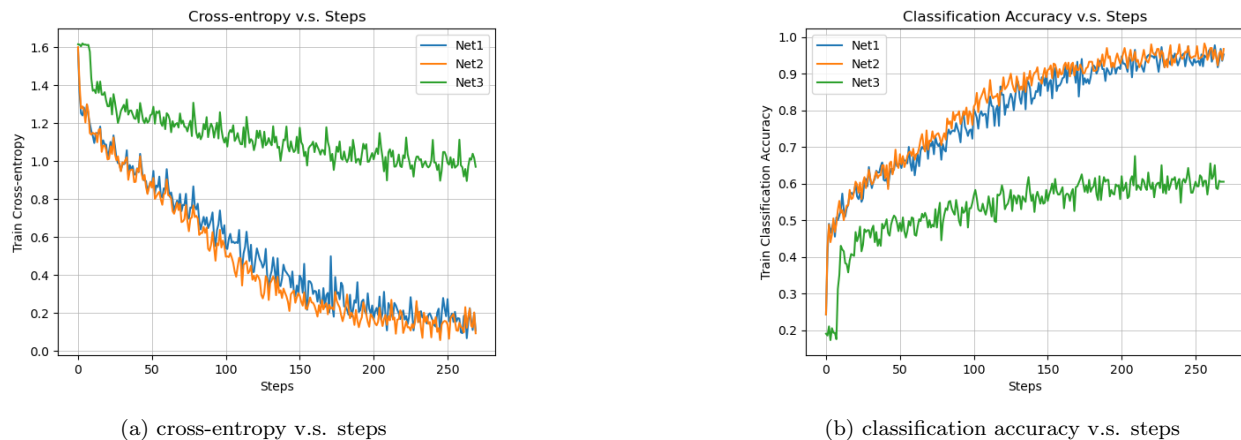 Cross-entropy v.s. Steps
Train Cross-entropy
1.6
1.4
1.2
1.0
0.8
0.6
0.4
0.2
0.0
Net1
Net2
Net3
0 50 100 150 200 250
Steps
(a) cross-entropy v.s. steps
Classification Accuracy v.s. Steps
Train Classification Accuracy
1.0
0.9
0.8
0.7
0.6
0.5
0.4
0.3
0.2
Net1
Net2
Net3
0 50 100 150 200 250
Steps
(b) classification accuracy v.s. steps